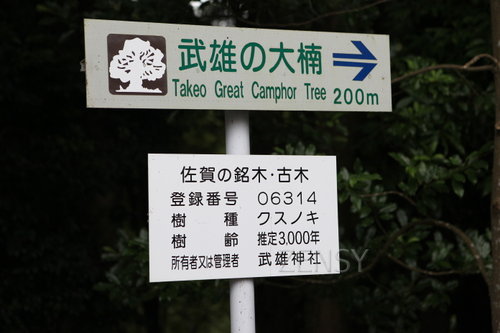 武雄の大楠
Takeo Great Camphor Tree 200m
佐賀の銘木・古木
登録番号 06314
樹種 クスノキ
樹齢 推定3,000年
所有者又は管理者 武雄神社
ZENSY